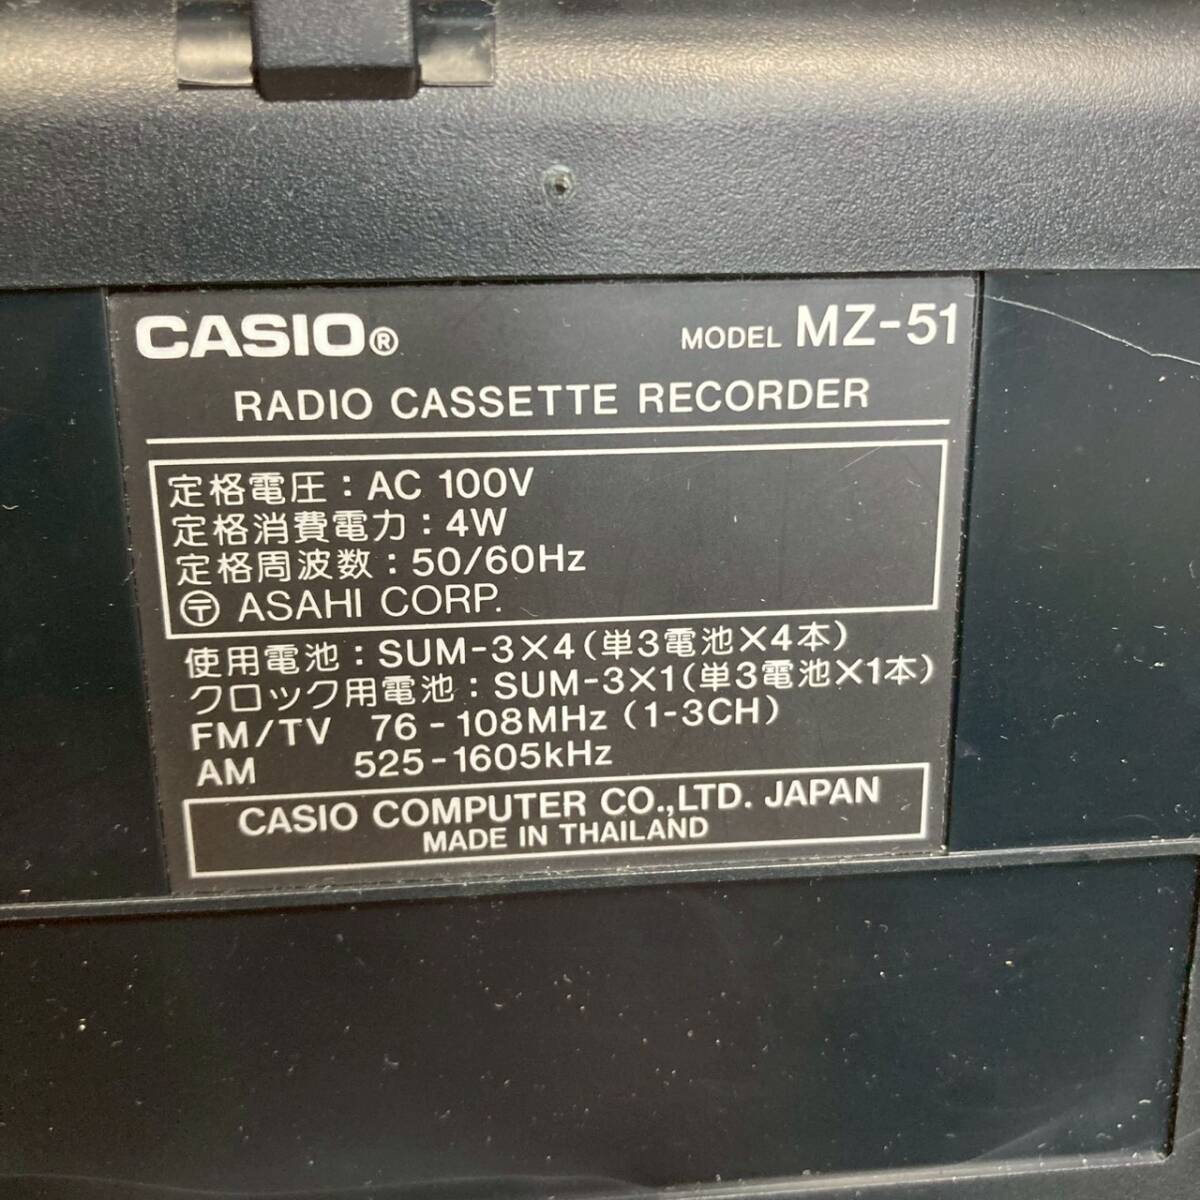 CASIO®
MODEL MZ-51
RADIO CASSETTE RECORDER
定格電圧：AC 100V
定格消費電力：4W
定格周波数：50/60Hz
〶 ASAHI CORP.
使用電池：SUM-3×4(単3電池×4本)
クロック用電池：SUM-3×1(単3電池×1本)
FM/TV 76-108MHz (1-3CH)
AM 525-1605kHz
CASIO COMPUTER CO.,LTD. JAPAN
MADE IN THAILAND